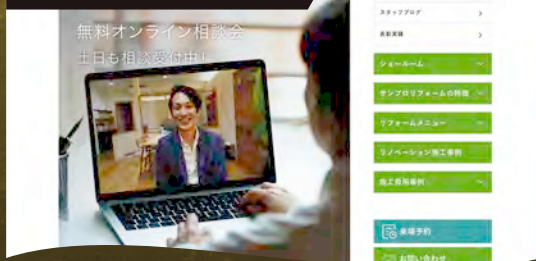 無料オンライン相談会
土日も相談受付中!
スタッフブログ
表彰実績
ショールーム
サンプロリフォームの特徴
リフォームメニュー
リノベーション施工事例
施工費用事例
来場予約
お問い合わせ